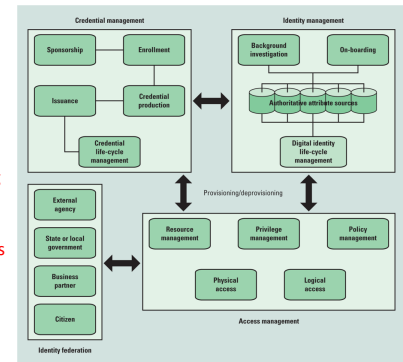 Credential management
Identity management
Sponsorship
Enrollment
Issuance
Credential
production
Credential
life-cycle
management
Background
investigation
On-boarding
Authoritative attribute sources
Digital identity
life-cycle
management
Provisioning/deprovisioning
External
agency
State or local
government
Business
partner
Citizen
Identity federation
Resource
management
Privilege
management
Policy
management
Physical
access
Logical
access
Access management
s